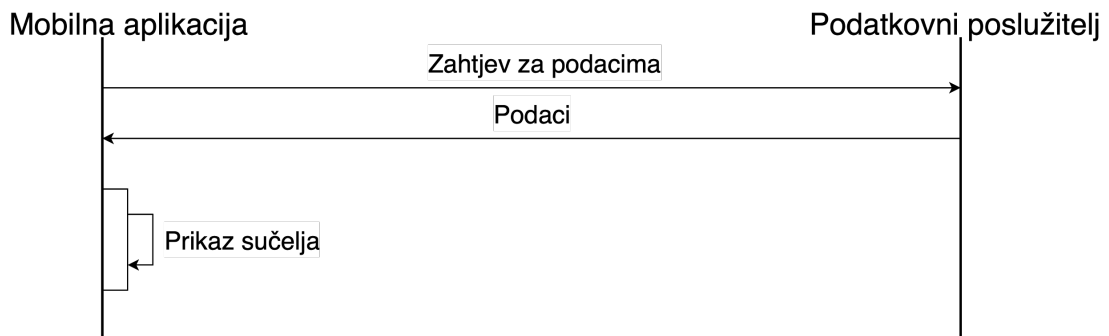 Mobilna aplikacija
Podatkovni poslužitelj
Zahtjev za podacima
Podaci
Prikaz sučelja